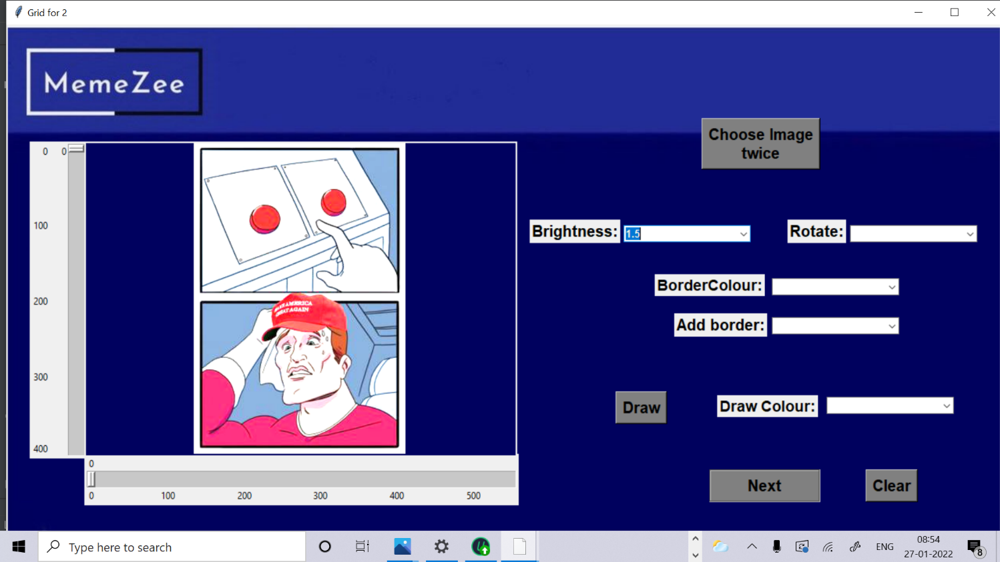 Grid for 2
MemeZee
Choose Image
twice
0 0
100
200
300
400
Brightness: 1.5
Rotate:
BorderColour:
Add border:
AMERICA
GREAT AGAIN
Draw
Draw Colour:
0
0 100 200 300 400 500
Next
Clear
Type here to search
ENG
08:54
27-01-2022
8